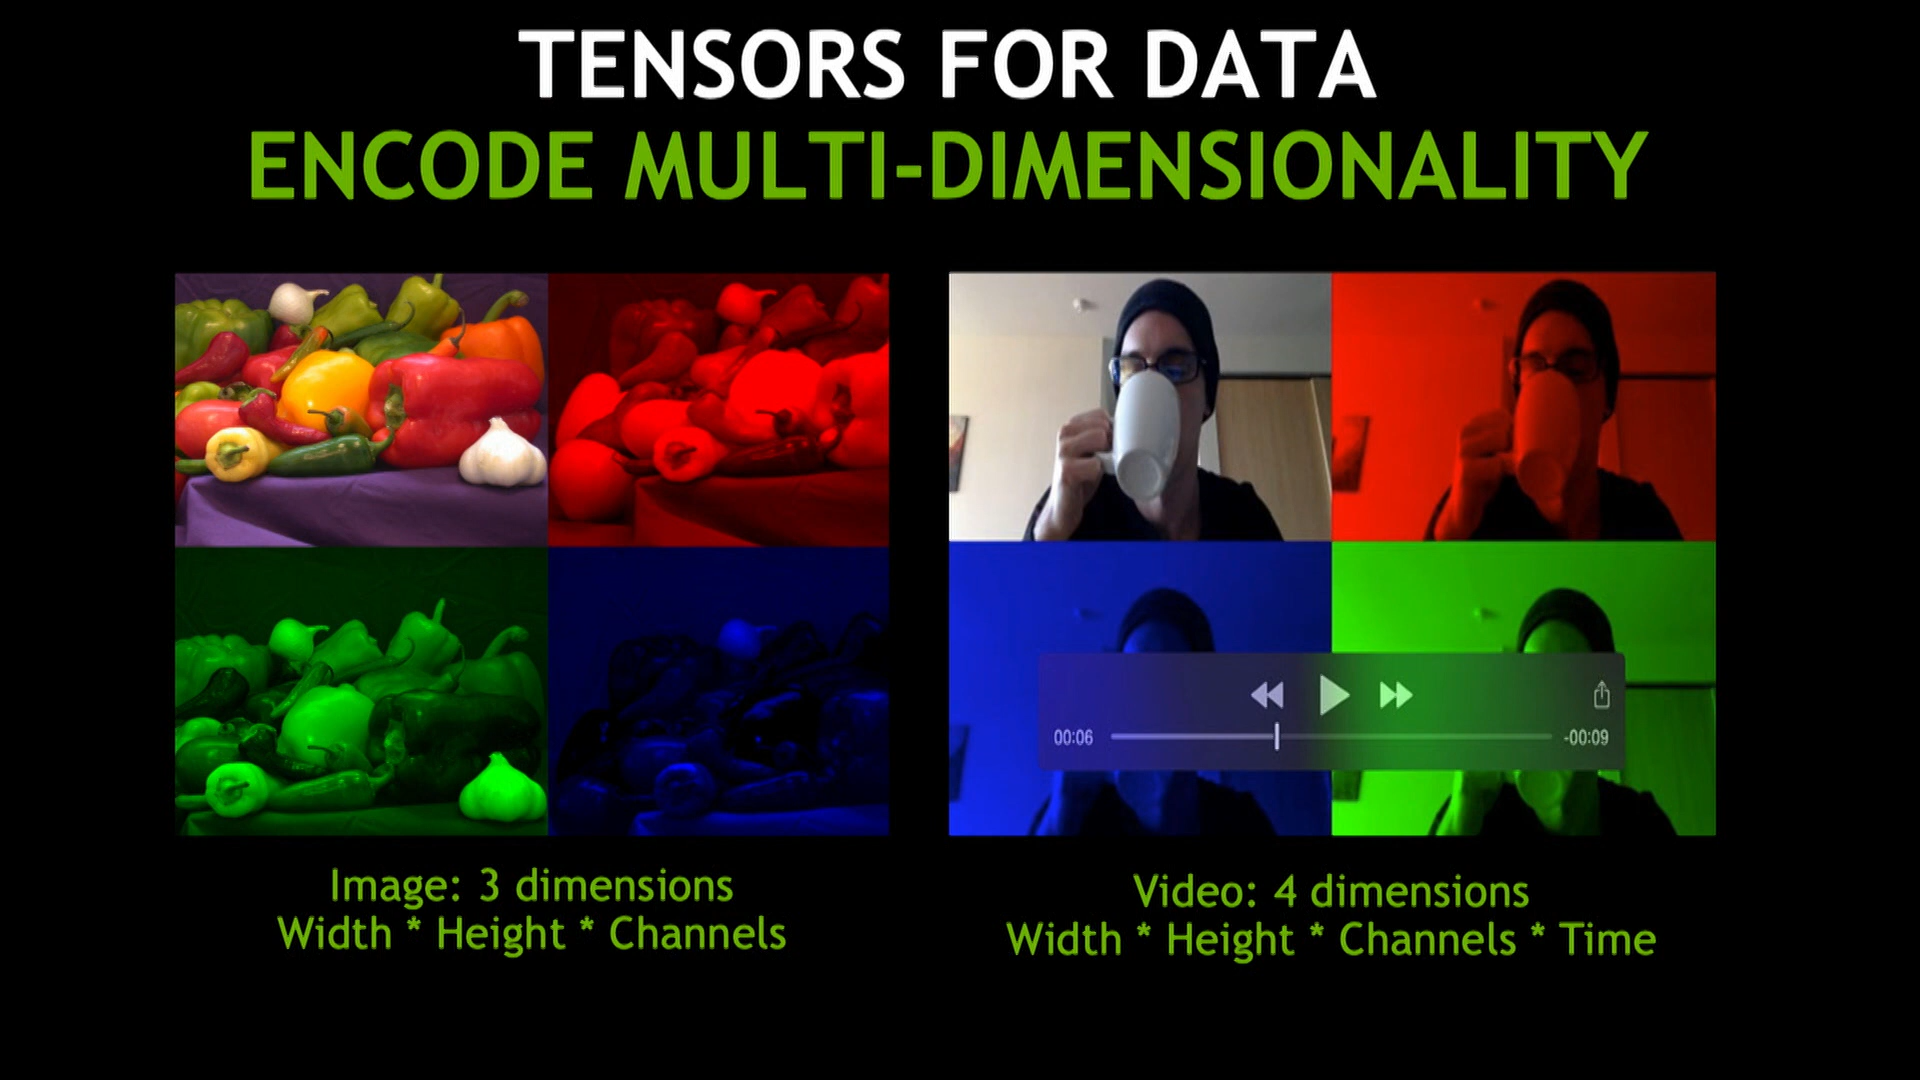 TENSORS FOR DATA
ENCODE MULTI-DIMENSIONALITY
00:06
-00:09
Image: 3 dimensions
Width * Height * Channels
Video: 4 dimensions
Width * Height * Channels * Time